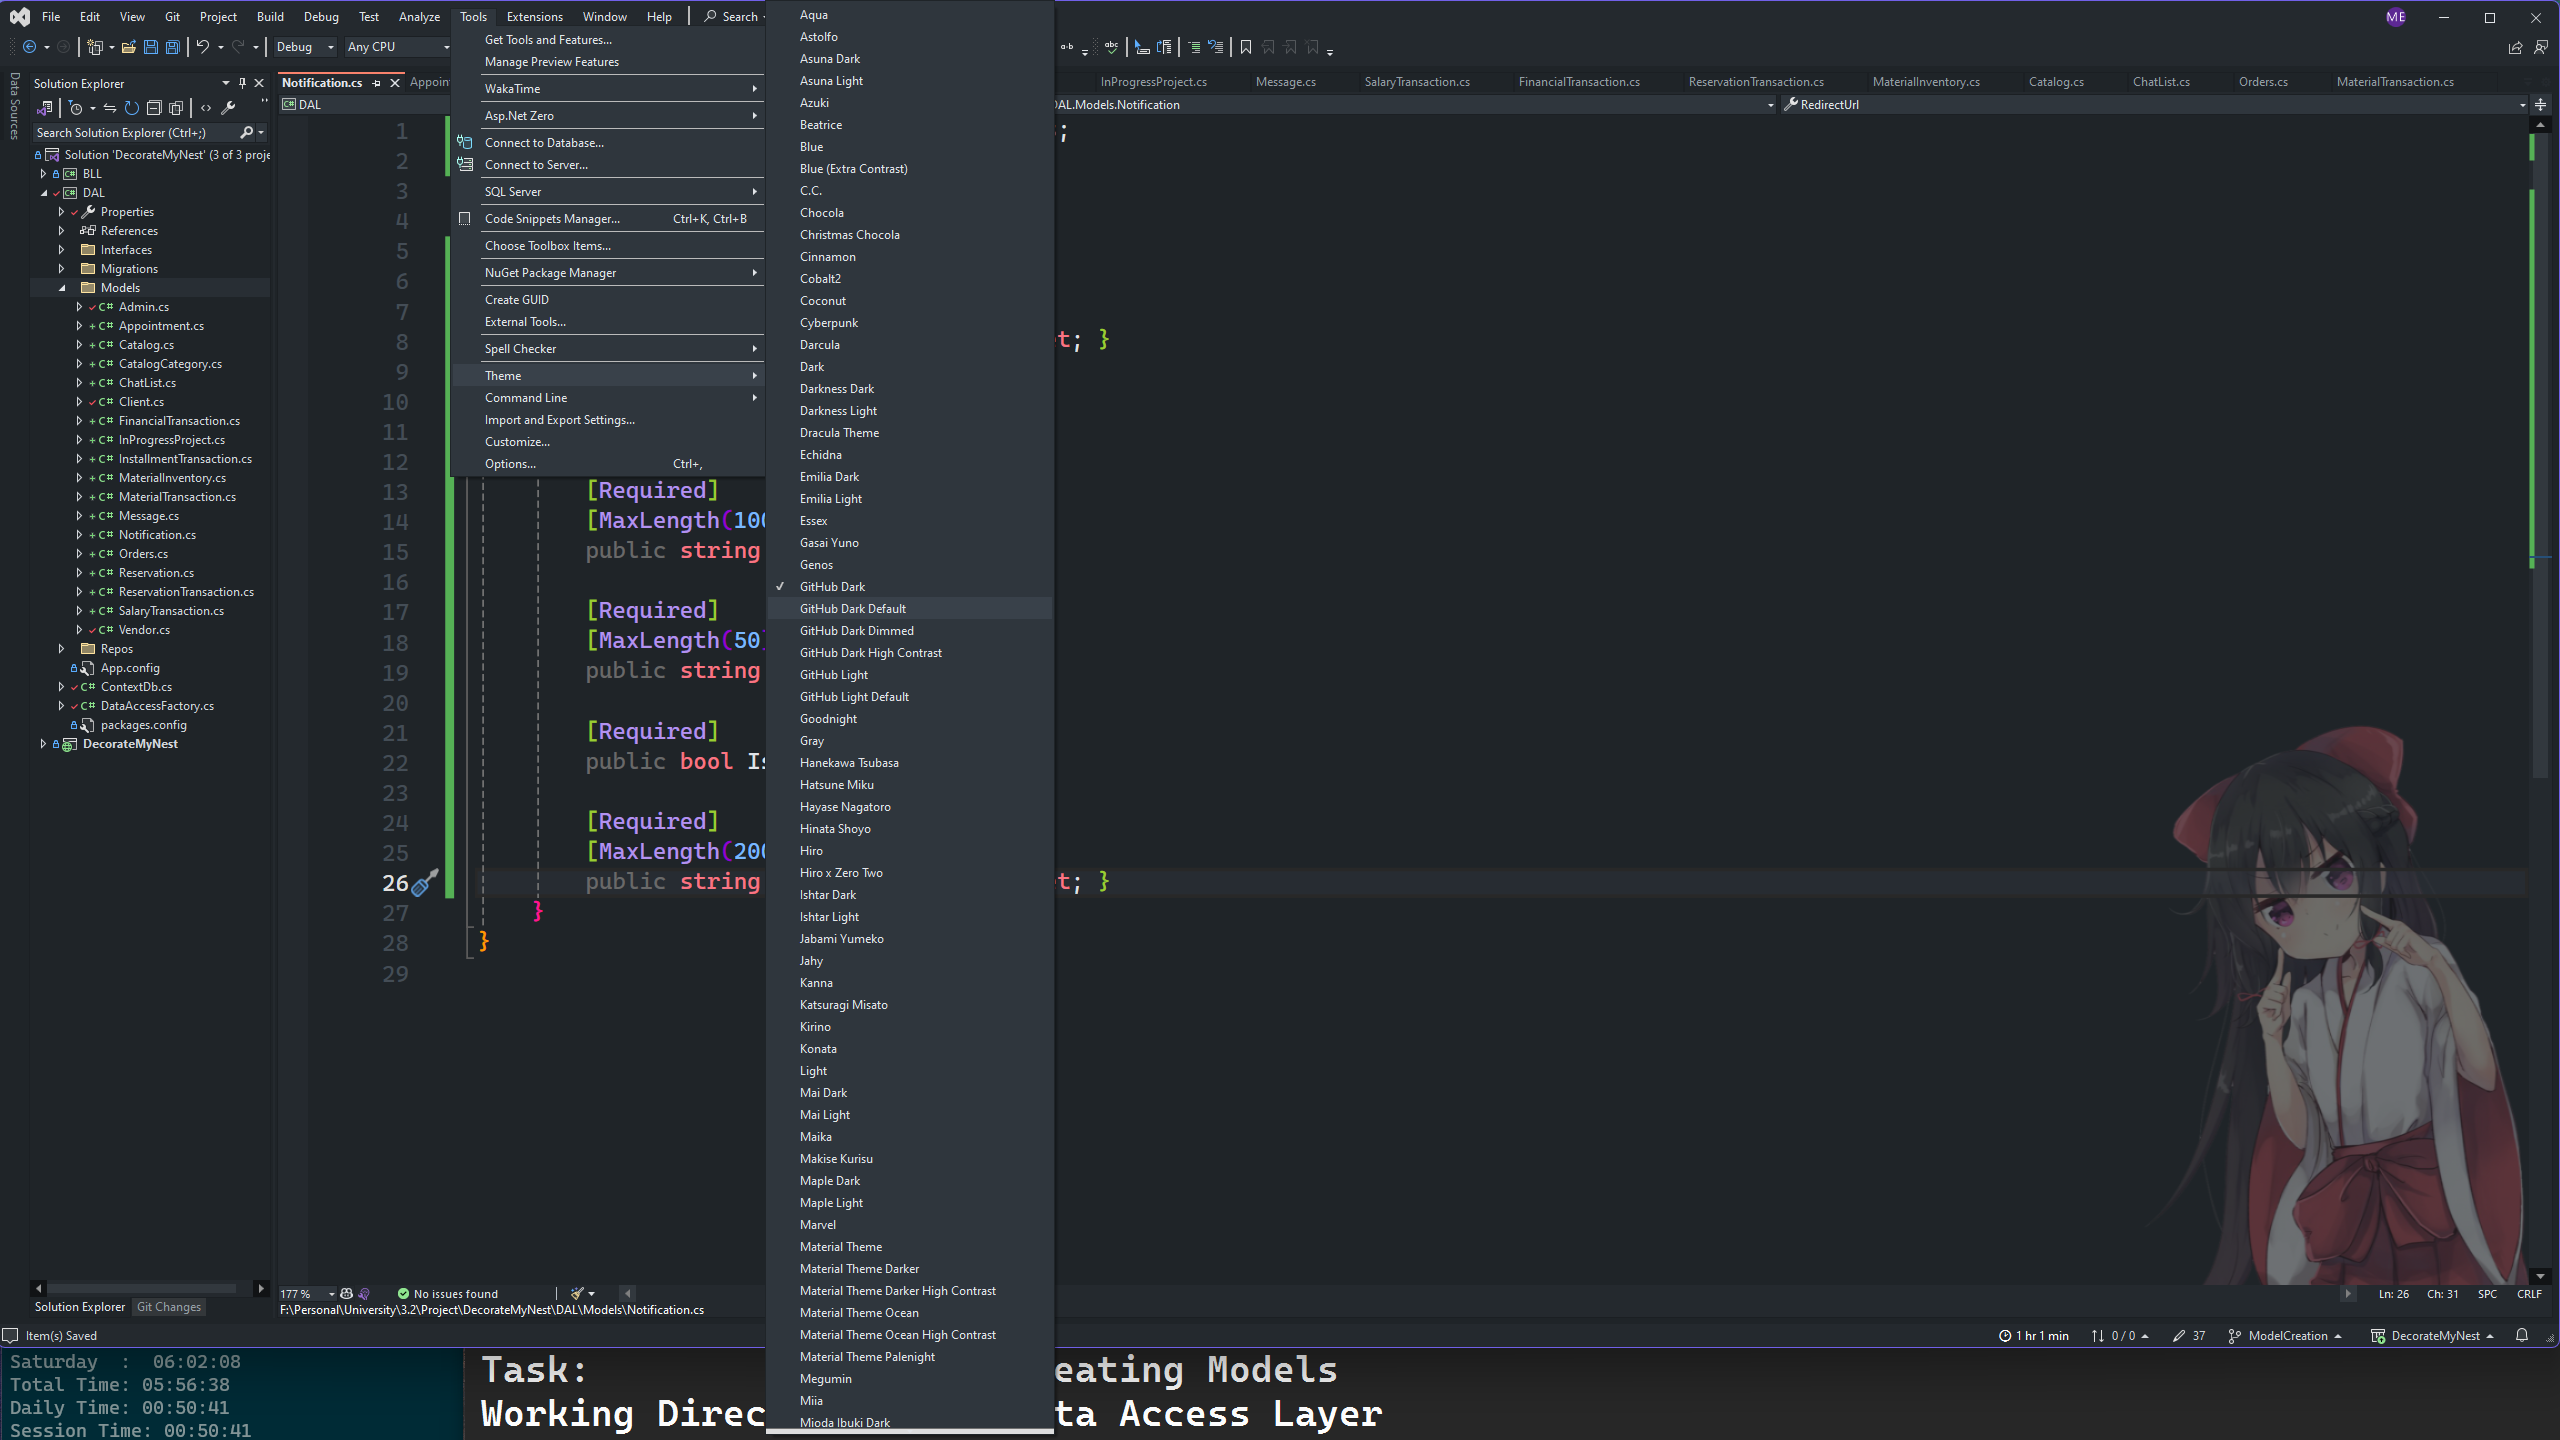 File Edit View Git Project Build Debug Test Analyze Tools Extensions Window Help Search ME
Debug Any CPU
Data Sources
Solution Explorer
Search Solution Explorer (Ctrl+;)
Solution 'DecorateMyNest' (3 of 3 proje
BLL
DAL
Properties
References
Interfaces
Migrations
Models
C# Admin.cs
C# Appointment.cs
C# Catalog.cs
C# CatalogCategory.cs
C# ChatList.cs
C# Client.cs
C# FinancialTransaction.cs
C# InProgressProject.cs
C# InstallmentTransaction.cs
C# MaterialInventory.cs
C# MaterialTransaction.cs
C# Message.cs
C# Notification.cs
C# Orders.cs
C# Reservation.cs
C# ReservationTransaction.cs
C# SalaryTransaction.cs
C# Vendor.cs
Repos
App.config
C# ContextDb.cs
C# DataAccessFactory.cs
packages.config
DecorateMyNest
Solution Explorer Git Changes
Notification.cs Appoin InProgressProject.cs Message.cs SalaryTransaction.cs FinancialTransaction.cs ReservationTransaction.cs MaterialInventory.cs Catalog.cs ChatList.cs Orders.cs MaterialTransaction.cs
DAL DAL.Models.Notification RedirectUrl
Get Tools and Features...
Manage Preview Features
WakaTime
Asp.Net Zero
Connect to Database...
Connect to Server...
SQL Server
Code Snippets Manager... Ctrl+K, Ctrl+B
Choose Toolbox Items...
NuGet Package Manager
Create GUID
External Tools...
Spell Checker
Theme
Command Line
Import and Export Settings...
Customize...
Options... Ctrl+,
Aqua
Astolfo
Asuna Dark
Asuna Light
Azuki
Beatrice
Blue
Blue (Extra Contrast)
C.C.
Chocola
Christmas Chocola
Cinnamon
Cobalt2
Coconut
Cyberpunk
Darcula
Dark
Darkness Dark
Darkness Light
Dracula Theme
Echidna
Emilia Dark
Emilia Light
Essex
Gasai Yuno
Genos
GitHub Dark
GitHub Dark Default
GitHub Dark Dimmed
GitHub Dark High Contrast
GitHub Light
GitHub Light Default
Goodnight
Gray
Hanekawa Tsubasa
Hatsune Miku
Hayase Nagatoro
Hinata Shoyo
Hiro
Hiro x Zero Two
Ishtar Dark
Ishtar Light
Jabami Yumeko
Jahy
Kanna
Katsuragi Misato
Kirino
Konata
Light
Mai Dark
Mai Light
Maika
Makise Kurisu
Maple Dark
Maple Light
Marvel
Material Theme
Material Theme Darker
Material Theme Darker High Contrast
Material Theme Ocean
Material Theme Ocean High Contrast
Material Theme Palenight
Megumin
Miia
Mioda Ibuki Dark
1 ;
2
3
4
5
6
7
8 t; }
9
10
11
12
13 [Required]
14 [MaxLength(100
15 public string
16
17 [Required]
18 [MaxLength(50)
19 public string
20
21 [Required]
22 public bool Is
23
24 [Required]
25 [MaxLength(200
26 public string t; }
27 }
28 }
29
177 % No issues found Ln: 26 Ch: 31 SPC CRLF
F:\Personal\University\3.2\Project\DecorateMyNest\DAL\Models\Notification.cs
Item(s) Saved 1 hr 1 min 0 / 0 37 ModelCreation DecorateMyNest
Saturday : 06:02:08
Total Time: 05:56:38
Daily Time: 00:50:41
Session Time: 00:50:41
Task: eating Models
Working Direc ta Access Layer